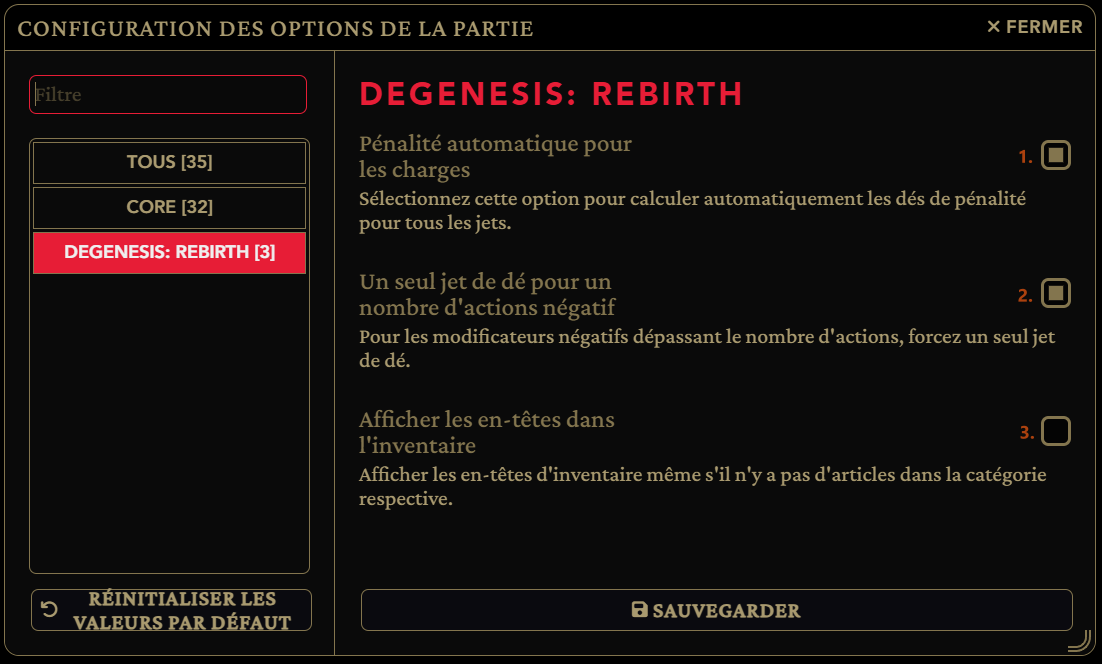 CONFIGURATION DES OPTIONS DE LA PARTIE
✕ FERMER
Filtre
TOUS [35]
CORE [32]
DEGENESIS: REBIRTH [3]
RÉINITIALISER LES
VALEURS PAR DÉFAUT
DEGENESIS: REBIRTH
Pénalité automatique pour
les charges
1.
Sélectionnez cette option pour calculer automatiquement les dés de pénalité
pour tous les jets.
Un seul jet de dé pour un
nombre d'actions négatif
2.
Pour les modificateurs négatifs dépassant le nombre d'actions, forcez un seul jet
de dé.
Afficher les en-têtes dans
l'inventaire
3.
Afficher les en-têtes d'inventaire même s'il n'y a pas d'articles dans la catégorie
respective.
SAUVEGARDER